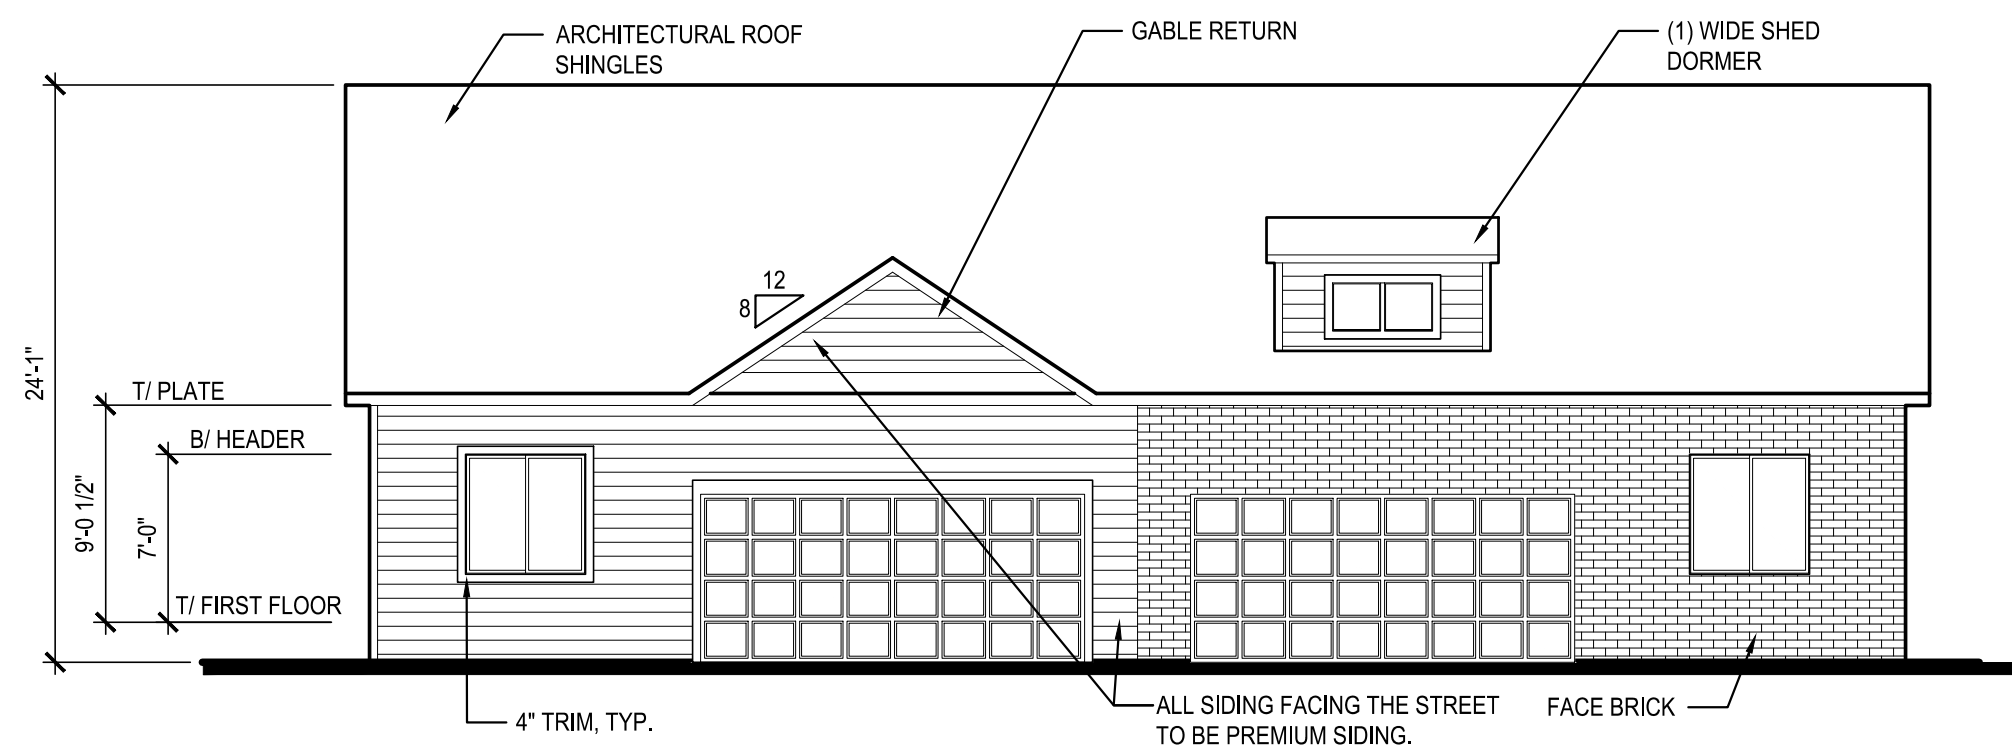 ARCHITECTURAL ROOF
SHINGLES
GABLE RETURN
(1) WIDE SHED
DORMER
12
8
24'-1"
T/ PLATE
B/ HEADER
9'-0 1/2"
7'-0"
T/ FIRST FLOOR
4" TRIM, TYP.
ALL SIDING FACING THE STREET
TO BE PREMIUM SIDING.
FACE BRICK